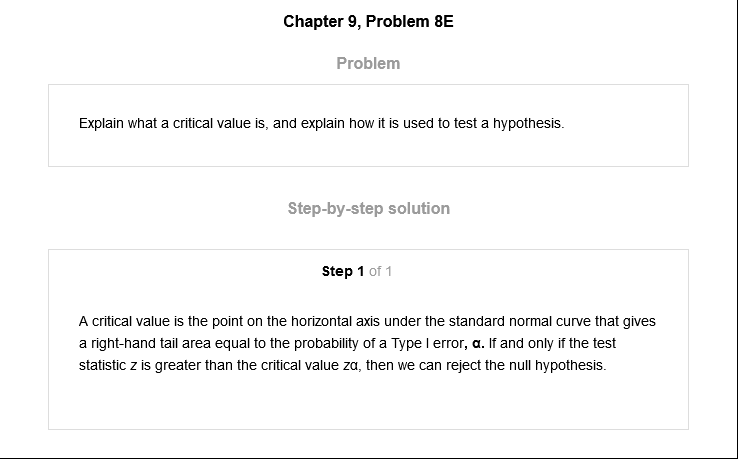 Chapter 9, Problem 8E
Problem
Explain what a critical value is, and explain how it is used to test a hypothesis.
Step-by-step solution
Step 1 of 1
A critical value is the point on the horizontal axis under the standard normal curve that gives
a right-hand tail area equal to the probability of a Type I error, α. If and only if the test
statistic z is greater than the critical value zα, then we can reject the null hypothesis.